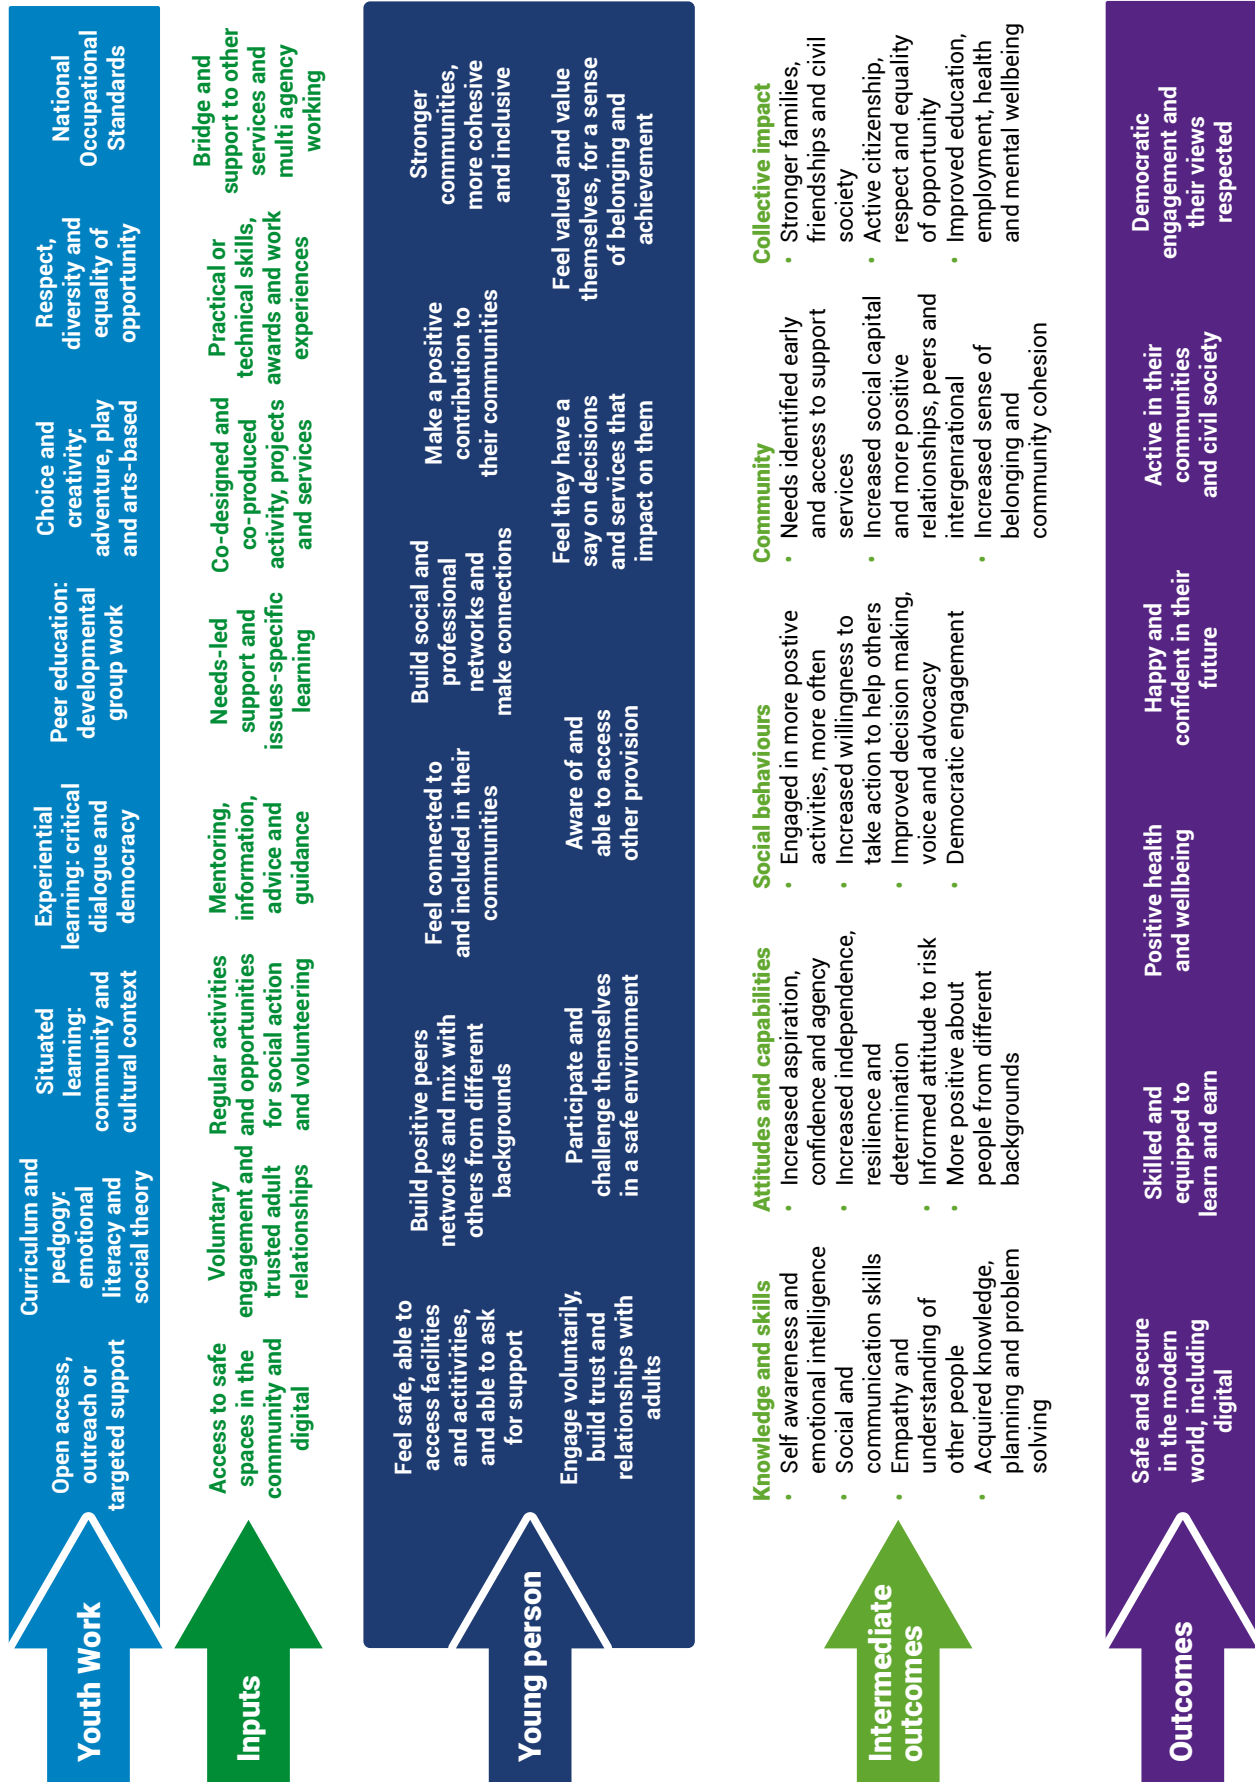 Youth Work
Open access,
outreach or
targeted support
Curriculum and
pedgogy:
emotional
literacy and
social theory
Situated
learning:
community and
cultural context
Experiential
learning: critical
dialogue and
democracy
Peer education:
developmental
group work
Choice and
creativity:
adventure, play
and arts-based
Respect,
diversity and
equality of
opportunity
National
Occupational
Standards
Inputs
Access to safe
spaces in the
community and
digital
Voluntary
engagement and
trusted adult
relationships
Regular activities
and opportunities
for social action
and volunteering
Mentoring,
information,
advice and
guidance
Needs-led
support and
issues-specific
learning
Co-designed and
co-produced
activity, projects
and services
Practical or
technical skills,
awards and work
experiences
Bridge and
support to other
services and
multi agency
working
Young person
Feel safe, able to
access facilities
and actitivities,
and able to ask
for support
Build positive peers
networks and mix with
others from different
backgrounds
Feel connected to
and included in their
communities
Build social and
professional
networks and
make connections
Make a positive
contribution to
their communities
Stronger
communities,
more cohesive
and inclusive
Engage voluntarily,
build trust and
relationships with
adults
Participate and
challenge themselves
in a safe environment
Aware of and
able to access
other provision
Feel they have a
say on decisions
and services that
impact on them
Feel valued and value
themselves, for a sense
of belonging and
achievement
Intermediate
outcomes
Knowledge and skills
• Self awareness and
emotional intelligence
• Social and
communication skills
• Empathy and
understanding of
other people
• Acquired knowledge,
planning and problem
solving
Attitudes and capabilities
• Increased aspiration,
confidence and agency
• Increased independence,
resilience and
determination
• Informed attitude to risk
• More positive about
people from different
backgrounds
Social behaviours
• Engaged in more postive
activities, more often
• Increased willingness to
take action to help others
• Improved decision making,
voice and advocacy
• Democratic engagement
Community
• Needs identified early
and access to support
services
• Increased social capital
and more positive
relationships, peers and
intergenrational
• Increased sense of
belonging and
community cohesion
Collective impact
• Stronger families,
friendships and civil
society
• Active citizenship,
respect and equality
of opportunity
• Improved education,
employment, health
and mental wellbeing
Outcomes
Safe and secure
in the modern
world, including
digital
Skilled and
equipped to
learn and earn
Positive health
and wellbeing
Happy and
confident in their
future
Active in their
communities
and civil society
Democratic
engagement and
their views
respected